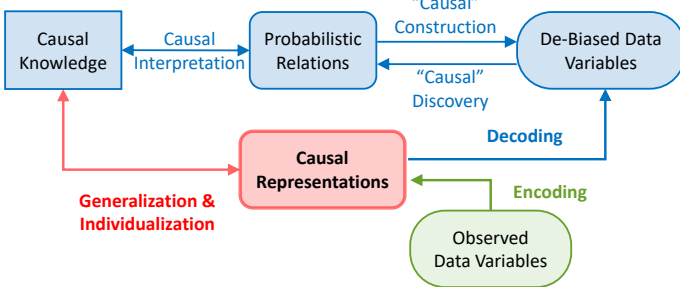 "Causal"
Construction
Causal
Knowledge
Causal
Interpretation
Probabilistic
Relations
De-Biased Data
Variables
"Causal"
Discovery
Decoding
Causal
Representations
Generalization &
Individualization
Encoding
Observed
Data Variables